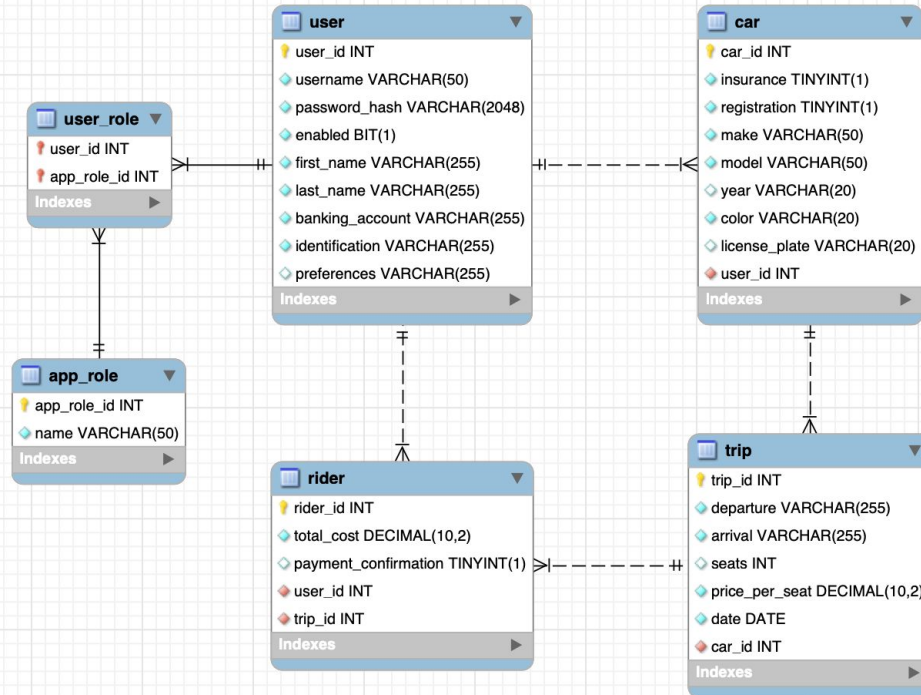 user
user_id INT
username VARCHAR(50)
password_hash VARCHAR(2048)
enabled BIT(1)
first_name VARCHAR(255)
last_name VARCHAR(255)
banking_account VARCHAR(255)
identification VARCHAR(255)
preferences VARCHAR(255)
Indexes
car
car_id INT
insurance TINYINT(1)
registration TINYINT(1)
make VARCHAR(50)
model VARCHAR(50)
year VARCHAR(20)
color VARCHAR(20)
license_plate VARCHAR(20)
user_id INT
Indexes
user_role
user_id INT
app_role_id INT
Indexes
app_role
app_role_id INT
name VARCHAR(50)
Indexes
rider
rider_id INT
total_cost DECIMAL(10,2)
payment_confirmation TINYINT(1)
user_id INT
trip_id INT
Indexes
trip
trip_id INT
departure VARCHAR(255)
arrival VARCHAR(255)
seats INT
price_per_seat DECIMAL(10,2)
date DATE
car_id INT
Indexes